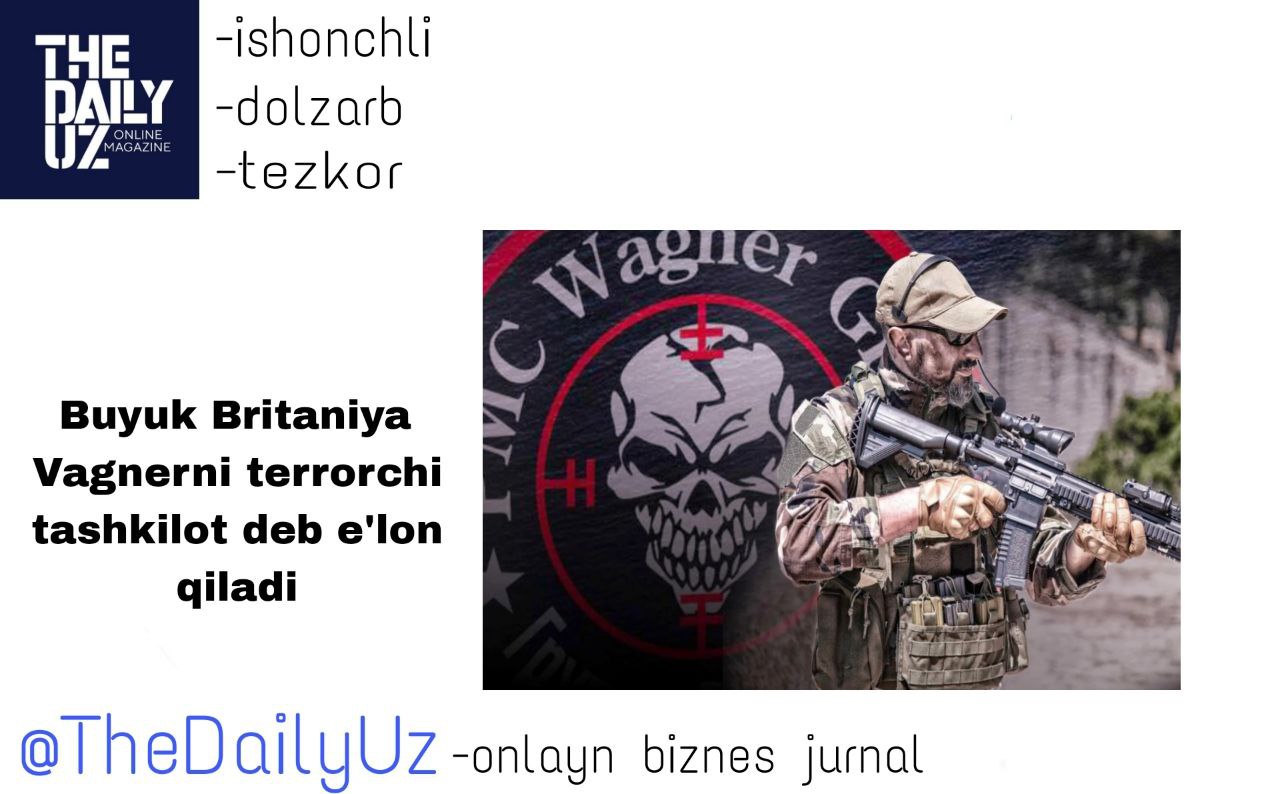 THE
DAILY
UZ ONLINE
MAGAZINE
-ishonchli
-dolzarb
-tezkor
PMC Wagner G
Гру
Buyuk Britaniya
Vagnerni terrorchi
tashkilot deb e'lon
qiladi
@TheDailyUz -onlayn biznes jurnal